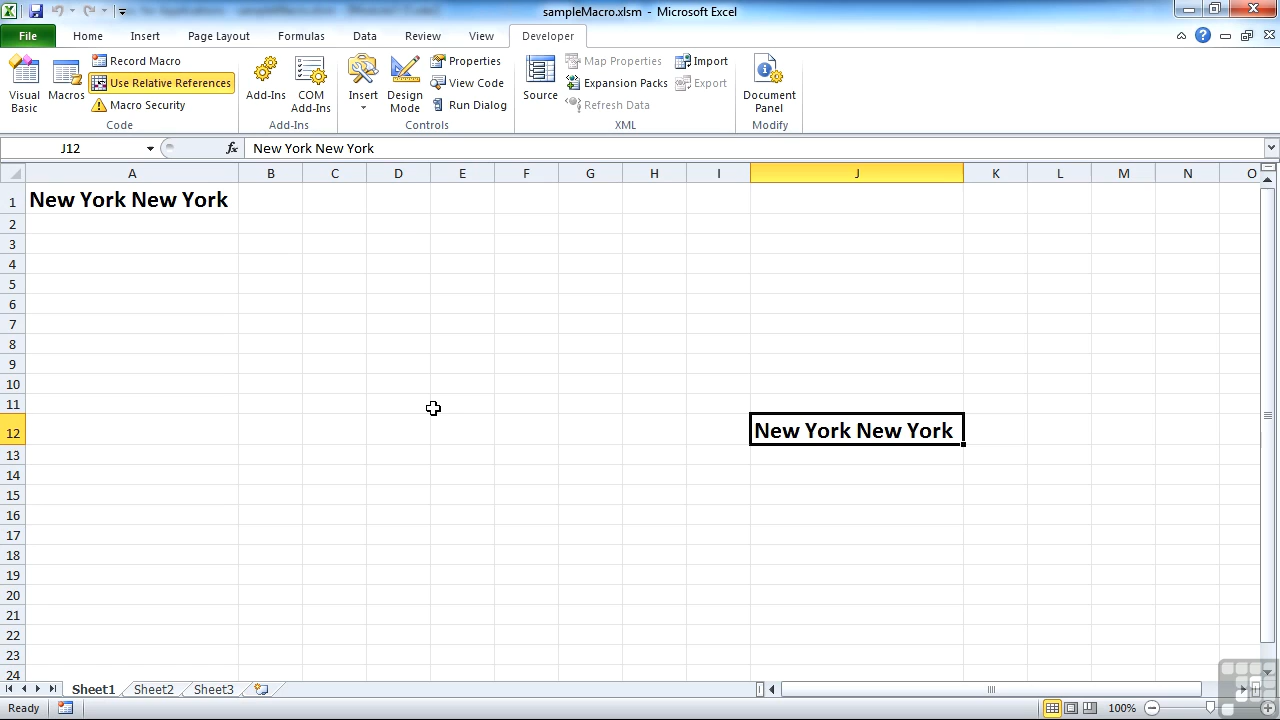 sampleMacro.xlsm - Microsoft Excel
File Home Insert Page Layout Formulas Data Review View Developer
Visual Basic
Macros
Record Macro
Use Relative References
Macro Security
Code
Add-Ins
COM Add-Ins
Add-Ins
Insert
Design Mode
Properties
View Code
Run Dialog
Controls
Source
Map Properties
Expansion Packs
Refresh Data
Import
Export
XML
Document Panel
Modify
J12 fx New York New York
A B C D E F G H I J K L M N O
1 New York New York
2
3
4
5
6
7
8
9
10
11
12 New York New York
13
14
15
16
17
18
19
20
21
22
23
24
Sheet1 Sheet2 Sheet3
Ready 100%